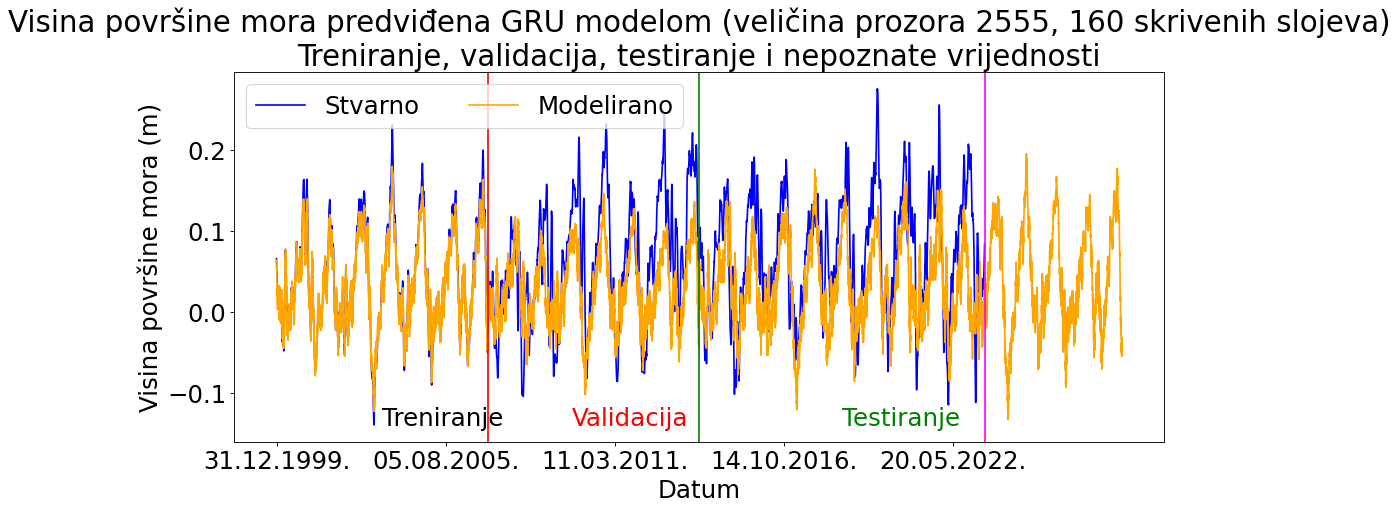 Visina površine mora predviđena GRU modelom (veličina prozora 2555, 160 skrivenih slojeva)
Treniranje, validacija, testiranje i nepoznate vrijednosti
Stvarno Modelirano
Visina površine mora (m)
0.2
0.1
0.0
−0.1
Treniranje Validacija Testiranje
31.12.1999. 05.08.2005. 11.03.2011. 14.10.2016. 20.05.2022.
Datum